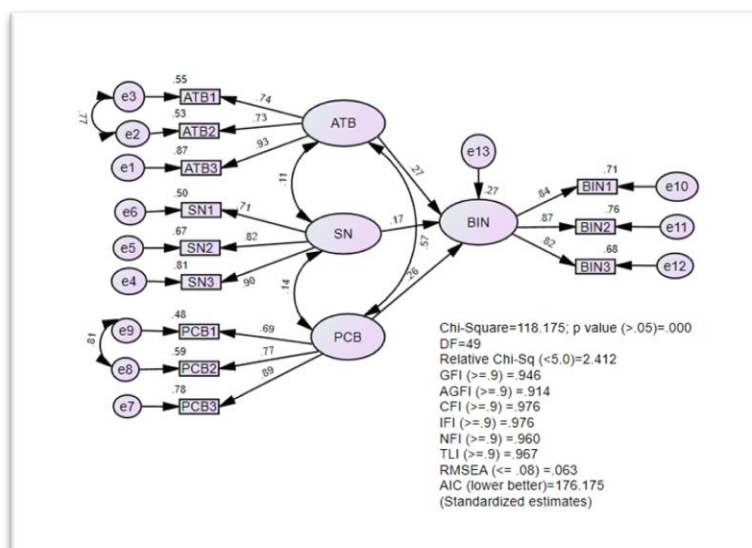 .55
e3
ATB1
.74
.77
.53
e2
ATB2
.73
ATB
.87
e1
ATB3
.93
e13
.27
.27
.71
BIN1
e10
.84
.50
e6
SN1
.71
.11
.67
e5
SN2
.82
SN
.17
BIN
.76
.87
BIN2
e11
.57
.81
e4
SN3
.90
.82
.68
BIN3
e12
.14
.26
.48
e9
PCB1
.69
.81
.59
e8
PCB2
.77
PCB
.78
e7
PCB3
.89
Chi-Square=118.175; p value (>.05)=.000
DF=49
Relative Chi-Sq (<5.0)=2.412
GFI (>=.9) =.946
AGFI (>=.9) =.914
CFI (>=.9) =.976
IFI (>=.9) =.976
NFI (>=.9) =.960
TLI (>=.9) =.967
RMSEA (<= .08) =.063
AIC (lower better)=176.175
(Standardized estimates)